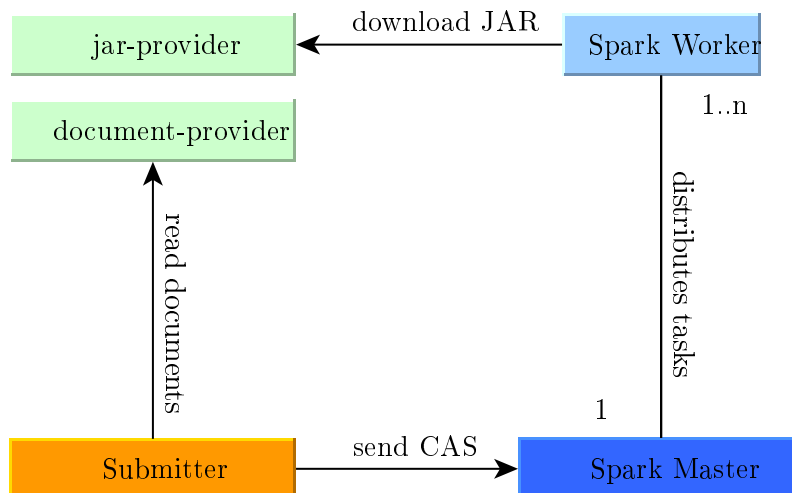 download JAR
jar-provider
Spark Worker
1..n
document-provider
read documents
distributes tasks
1
send CAS
Submitter
Spark Master